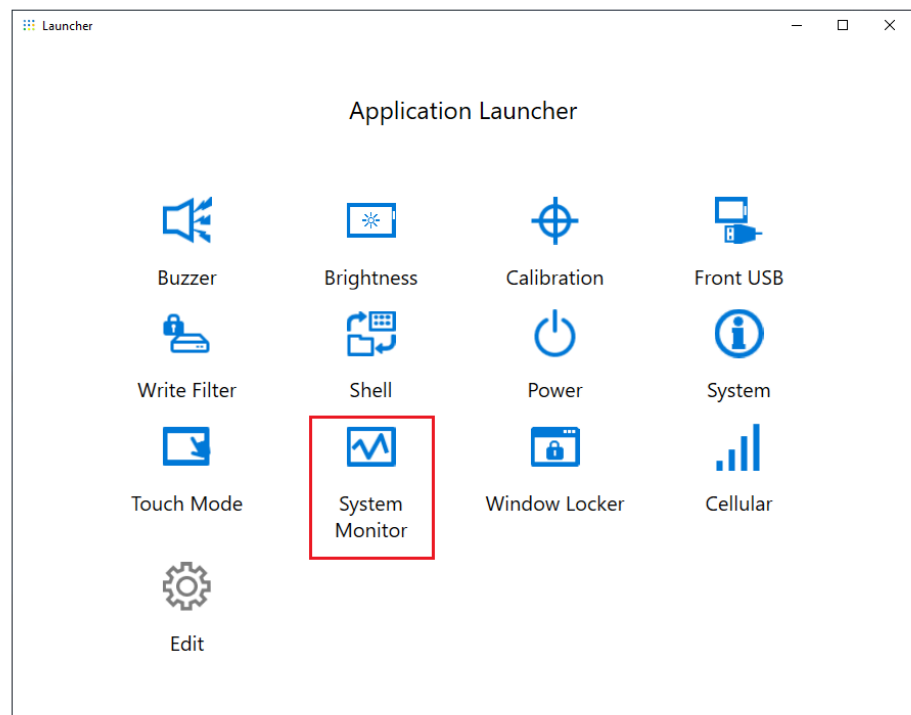 Launcher
Application Launcher
Buzzer
Brightness
Calibration
Front USB
Write Filter
Shell
Power
System
Touch Mode
System
Monitor
Window Locker
Cellular
Edit